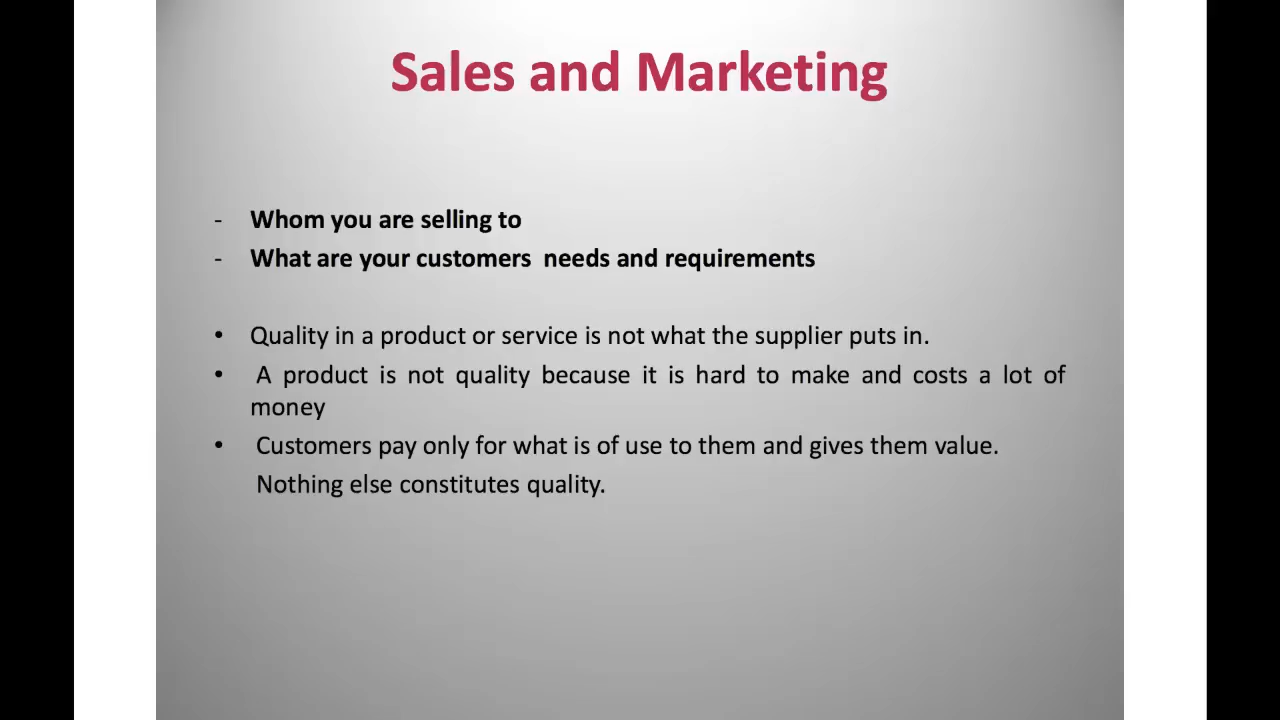 Sales and Marketing
- Whom you are selling to
- What are your customers  needs and requirements
• Quality in a product or service is not what the supplier puts in.
• A product is not quality because it is hard to make and costs a lot of
money
• Customers pay only for what is of use to them and gives them value.
Nothing else constitutes quality.